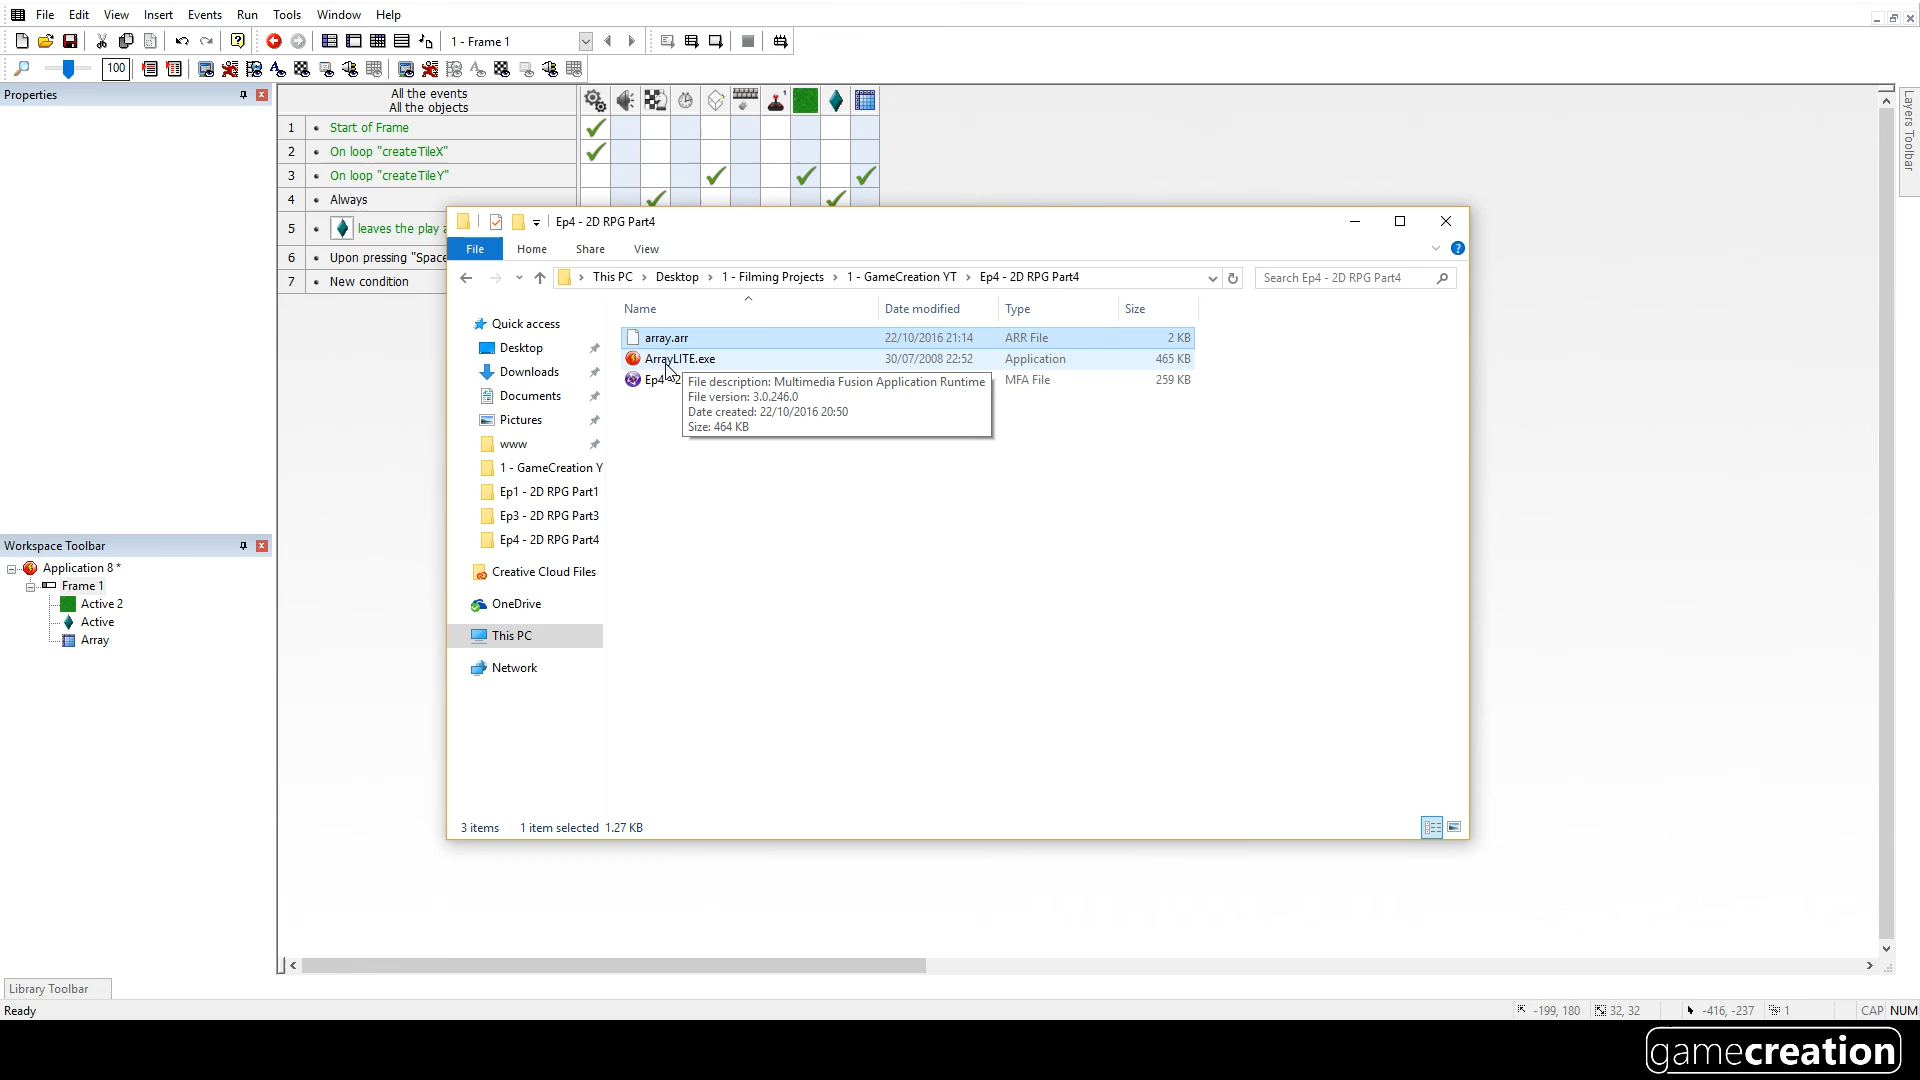 File Edit View Insert Events Run Tools Window Help
1 - Frame 1
100
Properties
All the events
All the objects
1 • Start of Frame
2 • On loop "createTileX"
3 • On loop "createTileY"
4 • Always
5 • leaves the play a
6 • Upon pressing "Space
7 • New condition
Layers Toolbar
Workspace Toolbar
Application 8 *
Frame 1
Active 2
Active
Array
Library Toolbar
Ready
-199, 180 32, 32 -416, -237 1 CAP NUM
Ep4 - 2D RPG Part4
File Home Share View
This PC > Desktop > 1 - Filming Projects > 1 - GameCreation YT > Ep4 - 2D RPG Part4
Search Ep4 - 2D RPG Part4
Name Date modified Type Size
array.arr 22/10/2016 21:14 ARR File 2 KB
ArrayLITE.exe 30/07/2008 22:52 Application 465 KB
Ep4 MFA File 259 KB
File description: Multimedia Fusion Application Runtime
File version: 3.0.246.0
Date created: 22/10/2016 20:50
Size: 464 KB
Quick access
Desktop
Downloads
Documents
Pictures
www
1 - GameCreation Y
Ep1 - 2D RPG Part1
Ep3 - 2D RPG Part3
Ep4 - 2D RPG Part4
Creative Cloud Files
OneDrive
This PC
Network
3 items 1 item selected 1.27 KB
gamecreation